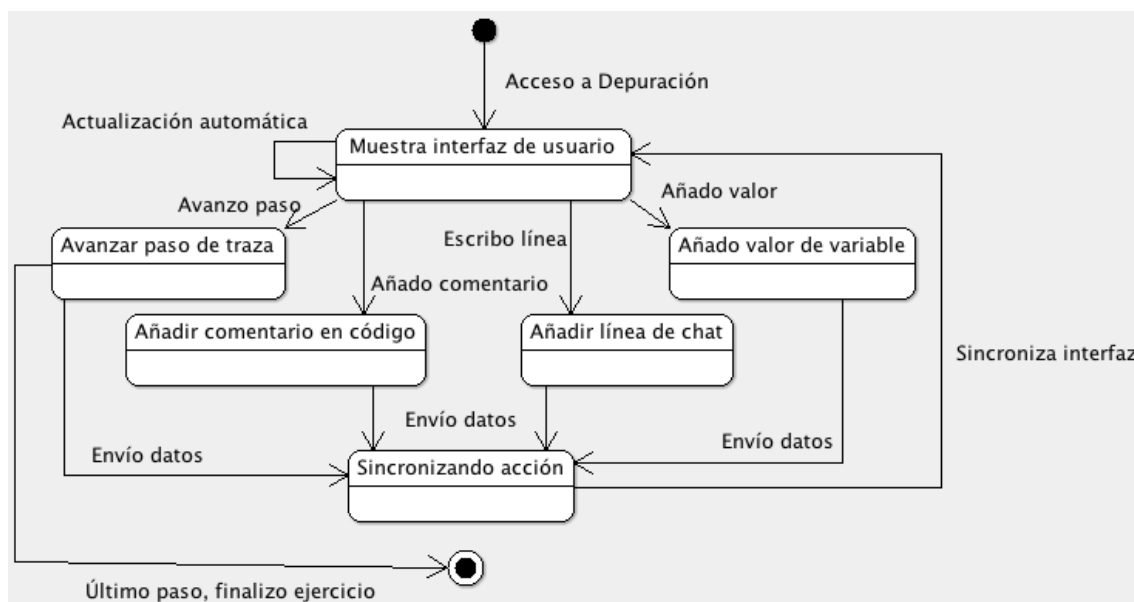 Acceso a Depuración
Actualización automática
Muestra interfaz de usuario
Avanzo paso
Añado valor
Avanzar paso de traza
Escribo línea
Añado valor de variable
Añado comentario
Añadir comentario en código
Añadir línea de chat
Sincroniza interfaz
Envío datos
Envío datos
Envío datos
Sincronizando acción
Último paso, finalizo ejercicio